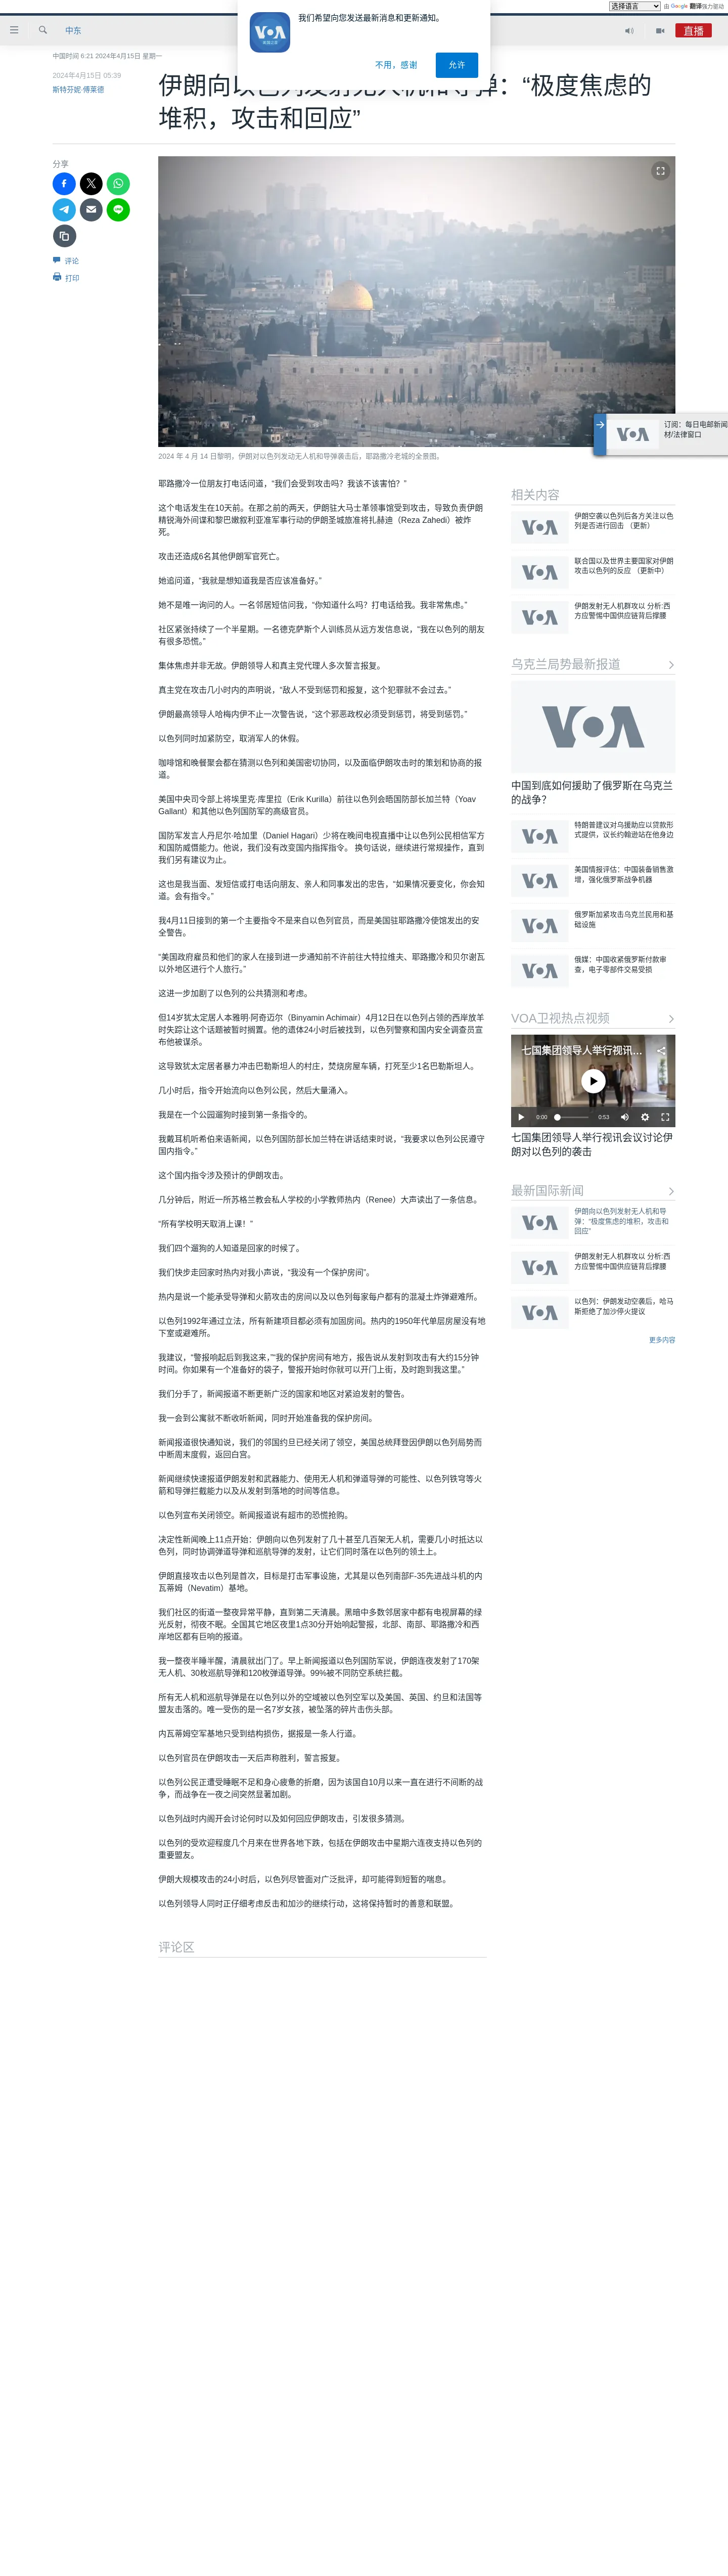 选择语言
由 Google 翻译强力驱动
我们希望向您发送最新消息和更新通知。
VOA
美国之音
不用，感谢
允许
中东
直播
中国时间 6:21 2024年4月15日 星期一
2024年4月15日 05:39
斯特芬妮·傅莱德
堆积，攻击和回应”
分享
评论
打印
2024 年 4 月 14 日黎明，伊朗对以色列发动无人机和导弹袭击后，耶路撒冷老城的全景图。
订阅：每日电邮新闻
材/法律窗口
耶路撒冷一位朋友打电话问道，“我们会受到攻击吗？我该不该害怕？”
这个电话发生在10天前。在那之前的两天，伊朗驻大马士革领事馆受到攻击，导致负责伊朗
精锐海外间谍和黎巴嫩叙利亚准军事行动的伊朗圣城旅准将扎赫迪（Reza Zahedi）被炸
死。
攻击还造成6名其他伊朗军官死亡。
她追问道，“我就是想知道我是否应该准备好。”
她不是唯一询问的人。一名邻居短信问我，“你知道什么吗？打电话给我。我非常焦虑。”
社区紧张持续了一个半星期。一名德克萨斯个人训练员从远方发信息说，“我在以色列的朋友
有很多恐慌。”
集体焦虑并非无故。伊朗领导人和真主党代理人多次誓言报复。
真主党在攻击几小时内的声明说，“敌人不受到惩罚和报复，这个犯罪就不会过去。”
伊朗最高领导人哈梅内伊不止一次警告说，“这个邪恶政权必须受到惩罚，将受到惩罚。”
以色列同时加紧防空，取消军人的休假。
咖啡馆和晚餐聚会都在猜测以色列和美国密切协同，以及面临伊朗攻击时的策划和协商的报
道。
美国中央司令部上将埃里克·库里拉（Erik Kurilla）前往以色列会晤国防部长加兰特（Yoav
Gallant）和其他以色列国防军的高级官员。
国防军发言人丹尼尔·哈加里（Daniel Hagari）少将在晚间电视直播中让以色列公民相信军方
和国防威慑能力。他说，我们没有改变国内指挥指令。 换句话说，继续进行常规操作，直到
我们另有建议为止。
这也是我当面、发短信或打电话向朋友、亲人和同事发出的忠告，“如果情况要变化，你会知
道。会有指令。”
我4月11日接到的第一个主要指令不是来自以色列官员，而是美国驻耶路撒冷使馆发出的安
全警告。
“美国政府雇员和他们的家人在接到进一步通知前不许前往大特拉维夫、耶路撒冷和贝尔谢瓦
以外地区进行个人旅行。”
这进一步加剧了以色列的公共猜测和考虑。
但14岁犹太定居人本雅明·阿奇迈尔（Binyamin Achimair）4月12日在以色列占领的西岸放羊
时失踪让这个话题被暂时搁置。他的遗体24小时后被找到，以色列警察和国内安全调查员宣
布他被谋杀。
这导致犹太定居者暴力冲击巴勒斯坦人的村庄，焚烧房屋车辆，打死至少1名巴勒斯坦人。
几小时后，指令开始流向以色列公民，然后大量涌入。
我是在一个公园遛狗时接到第一条指令的。
我戴耳机听希伯来语新闻，以色列国防部长加兰特在讲话结束时说，“我要求以色列公民遵守
国内指令。”
这个国内指令涉及预计的伊朗攻击。
几分钟后，附近一所苏格兰教会私人学校的小学教师热内（Renee）大声读出了一条信息。
“所有学校明天取消上课！”
我们四个遛狗的人知道是回家的时候了。
我们快步走回家时热内对我小声说，“我没有一个保护房间”。
热内是说一个能承受导弹和火箭攻击的房间以及以色列每家每户都有的混凝土炸弹避难所。
以色列1992年通过立法，所有新建项目都必须有加固房间。热内的1950年代单层房屋没有地
下室或避难所。
我建议，“警报响起后到我这来,”“我的保护房间有地方，报告说从发射到攻击有大约15分钟
时间。你如果有一个准备好的袋子，警报开始时你就可以开门上街，及时跑到我这里。”
我们分手了，新闻报道不断更新广泛的国家和地区对紧迫发射的警告。
我一会到公寓就不断收听新闻，同时开始准备我的保护房间。
新闻报道很快通知说，我们的邻国约旦已经关闭了领空，美国总统拜登因伊朗以色列局势而
中断周末度假，返回白宫。
新闻继续快速报道伊朗发射和武器能力、使用无人机和弹道导弹的可能性、以色列铁穹等火
箭和导弹拦截能力以及从发射到落地的时间等信息。
以色列宣布关闭领空。新闻报道说有超市的恐慌抢购。
决定性新闻晚上11点开始：伊朗向以色列发射了几十甚至几百架无人机，需要几小时抵达以
色列，同时协调弹道导弹和巡航导弹的发射，让它们同时落在以色列的领土上。
伊朗直接攻击以色列是首次，目标是打击军事设施，尤其是以色列南部F-35先进战斗机的内
瓦蒂姆（Nevatim）基地。
我们社区的街道一整夜异常平静，直到第二天清晨。黑暗中多数邻居家中都有电视屏幕的绿
光反射，彻夜不眠。全国其它地区夜里1点30分开始响起警报，北部、南部、耶路撒冷和西
岸地区都有巨响的报道。
我一整夜半睡半醒，清晨就出门了。早上新闻报道以色列国防军说，伊朗连夜发射了170架
无人机、30枚巡航导弹和120枚弹道导弹。99%被不同防空系统拦截。
所有无人机和巡航导弹是在以色列以外的空域被以色列空军以及美国、英国、约旦和法国等
盟友击落的。唯一受伤的是一名7岁女孩，被坠落的碎片击伤头部。
内瓦蒂姆空军基地只受到结构损伤，据报是一条人行道。
以色列官员在伊朗攻击一天后声称胜利，誓言报复。
以色列公民正遭受睡眠不足和身心疲惫的折磨，因为该国自10月以来一直在进行不间断的战
争，而战争在一夜之间突然显著加剧。
以色列战时内阁开会讨论何时以及如何回应伊朗攻击，引发很多猜测。
以色列的受欢迎程度几个月来在世界各地下跌，包括在伊朗攻击中星期六连夜支持以色列的
重要盟友。
伊朗大规模攻击的24小时后，以色列尽管面对广泛批评，却可能得到短暂的喘息。
以色列领导人同时正仔细考虑反击和加沙的继续行动，这将保持暂时的善意和联盟。
评论区
相关内容
伊朗空袭以色列后各方关注以色
列是否进行回击 （更新）
联合国以及世界主要国家对伊朗
攻击以色列的反应 （更新中）
伊朗发射无人机群攻以 分析:西
方应警惕中国供应链背后撑腰
乌克兰局势最新报道
VOA
中国到底如何援助了俄罗斯在乌克兰
的战争？
特朗普建议对乌援助应以贷款形
式提供，议长约翰逊站在他身边
美国情报评估：中国装备销售激
增，强化俄罗斯战争机器
俄罗斯加紧攻击乌克兰民用和基
础设施
俄媒：中国收紧俄罗斯付款审
查，电子零部件交易受损
VOA卫视热点视频
七国集团领导人举行视讯...
0:00
0:53
七国集团领导人举行视讯会议讨论伊
朗对以色列的袭击
最新国际新闻
伊朗向以色列发射无人机和导
弹：“极度焦虑的堆积，攻击和
回应”
伊朗发射无人机群攻以 分析:西
方应警惕中国供应链背后撑腰
以色列：伊朗发动空袭后，哈马
斯拒绝了加沙停火提议
更多内容